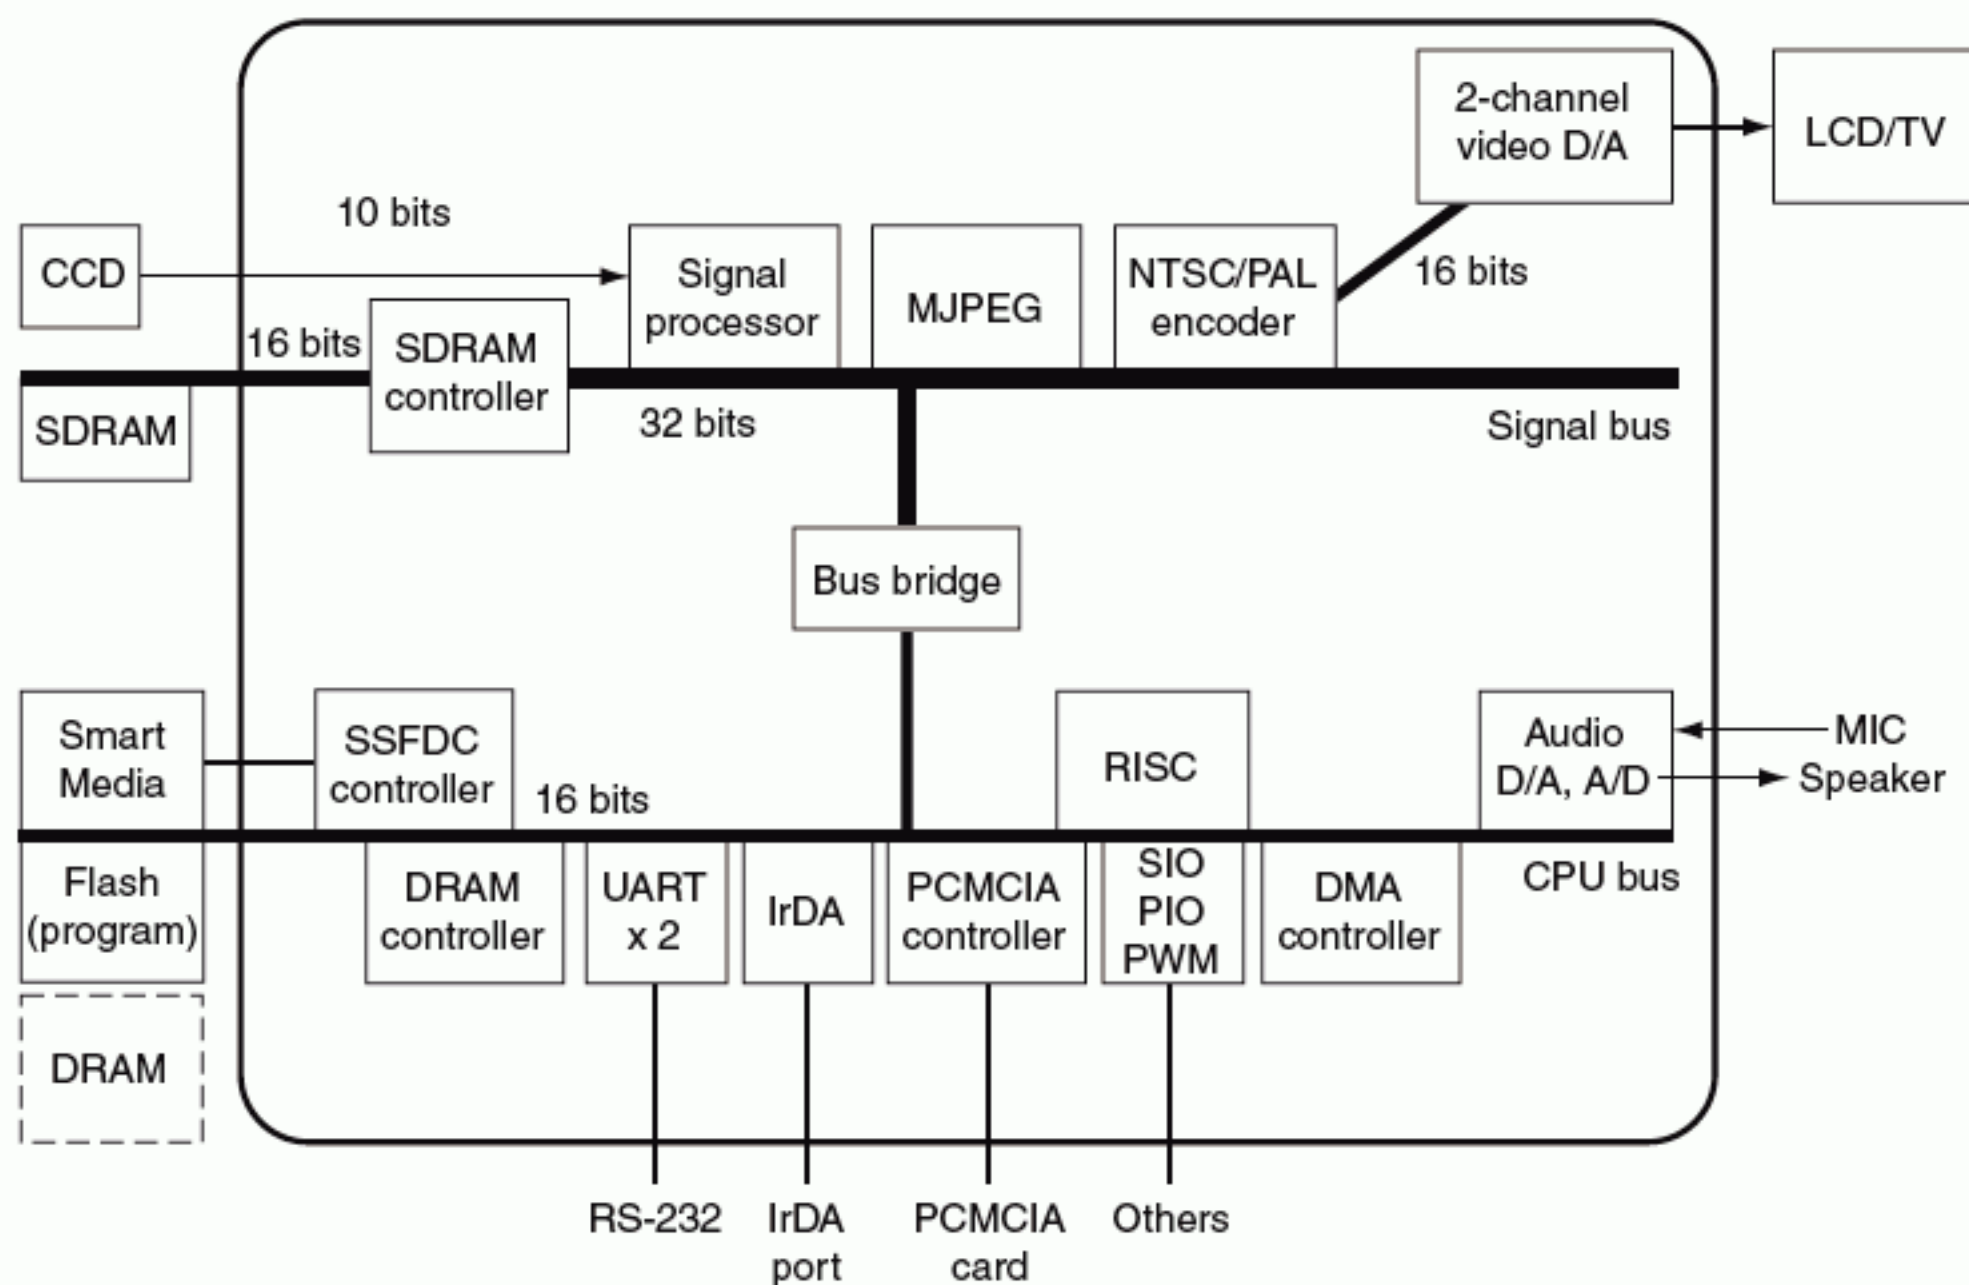 2-channel
video D/A
LCD/TV
10 bits
CCD
Signal
processor
MJPEG
NTSC/PAL
encoder
16 bits
16 bits
SDRAM
controller
SDRAM
32 bits
Signal bus
Bus bridge
Smart
Media
SSFDC
controller
16 bits
RISC
Audio
D/A, A/D
MIC
Speaker
Flash
(program)
DRAM
controller
UART
x 2
IrDA
PCMCIA
controller
SIO
PIO
PWM
DMA
controller
CPU bus
DRAM
RS-232
IrDA
port
PCMCIA
card
Others